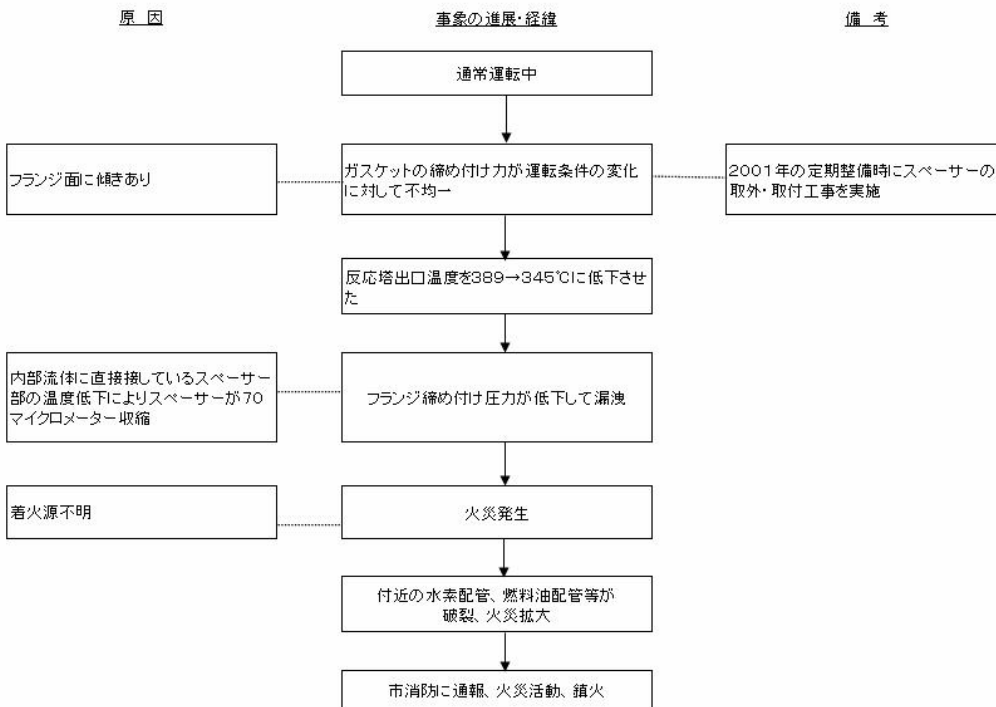 原 因
事象の進展・経緯
備 考
通常運転中
フランジ面に傾きあり
ガスケットの締め付け力が運転条件の変化
に対して不均一
2001年の定期整備時にスペーサーの
取外・取付工事を実施
反応塔出口温度を389→345℃に低下させ
た
内部流体に直接接しているスペーサー
部の温度低下によりスペーサーが70
マイクロメーター収縮
フランジ締め付け圧力が低下して漏洩
着火源不明
火災発生
付近の水素配管、燃料油配管等が
破裂、火災拡大
市消防に通報、火災活動、鎮火